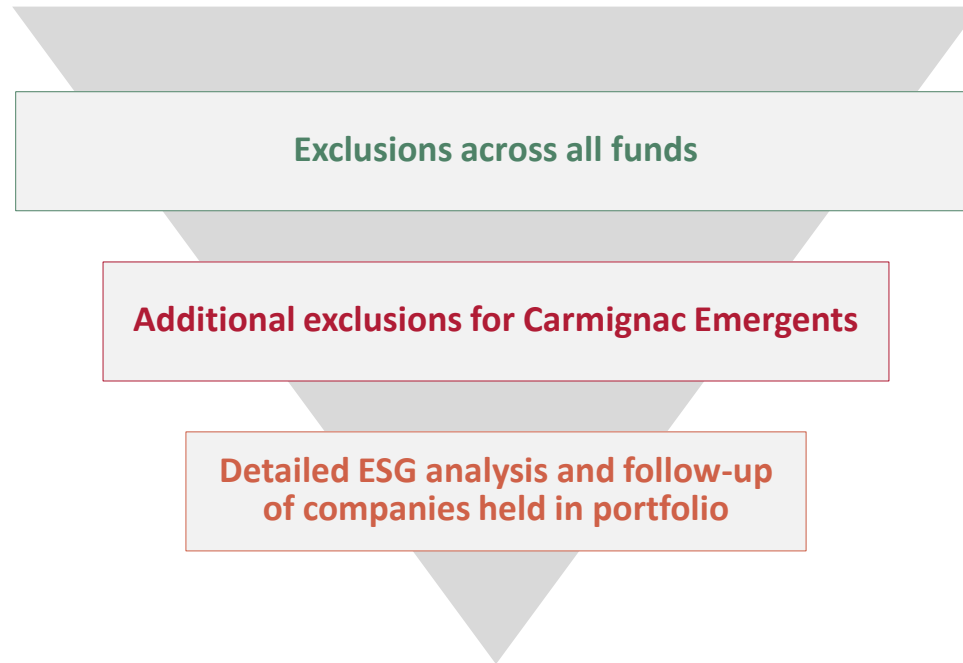 Exclusions across all funds
Additional exclusions for Carmignac Emergents
Detailed ESG analysis and follow-up
of companies held in portfolio